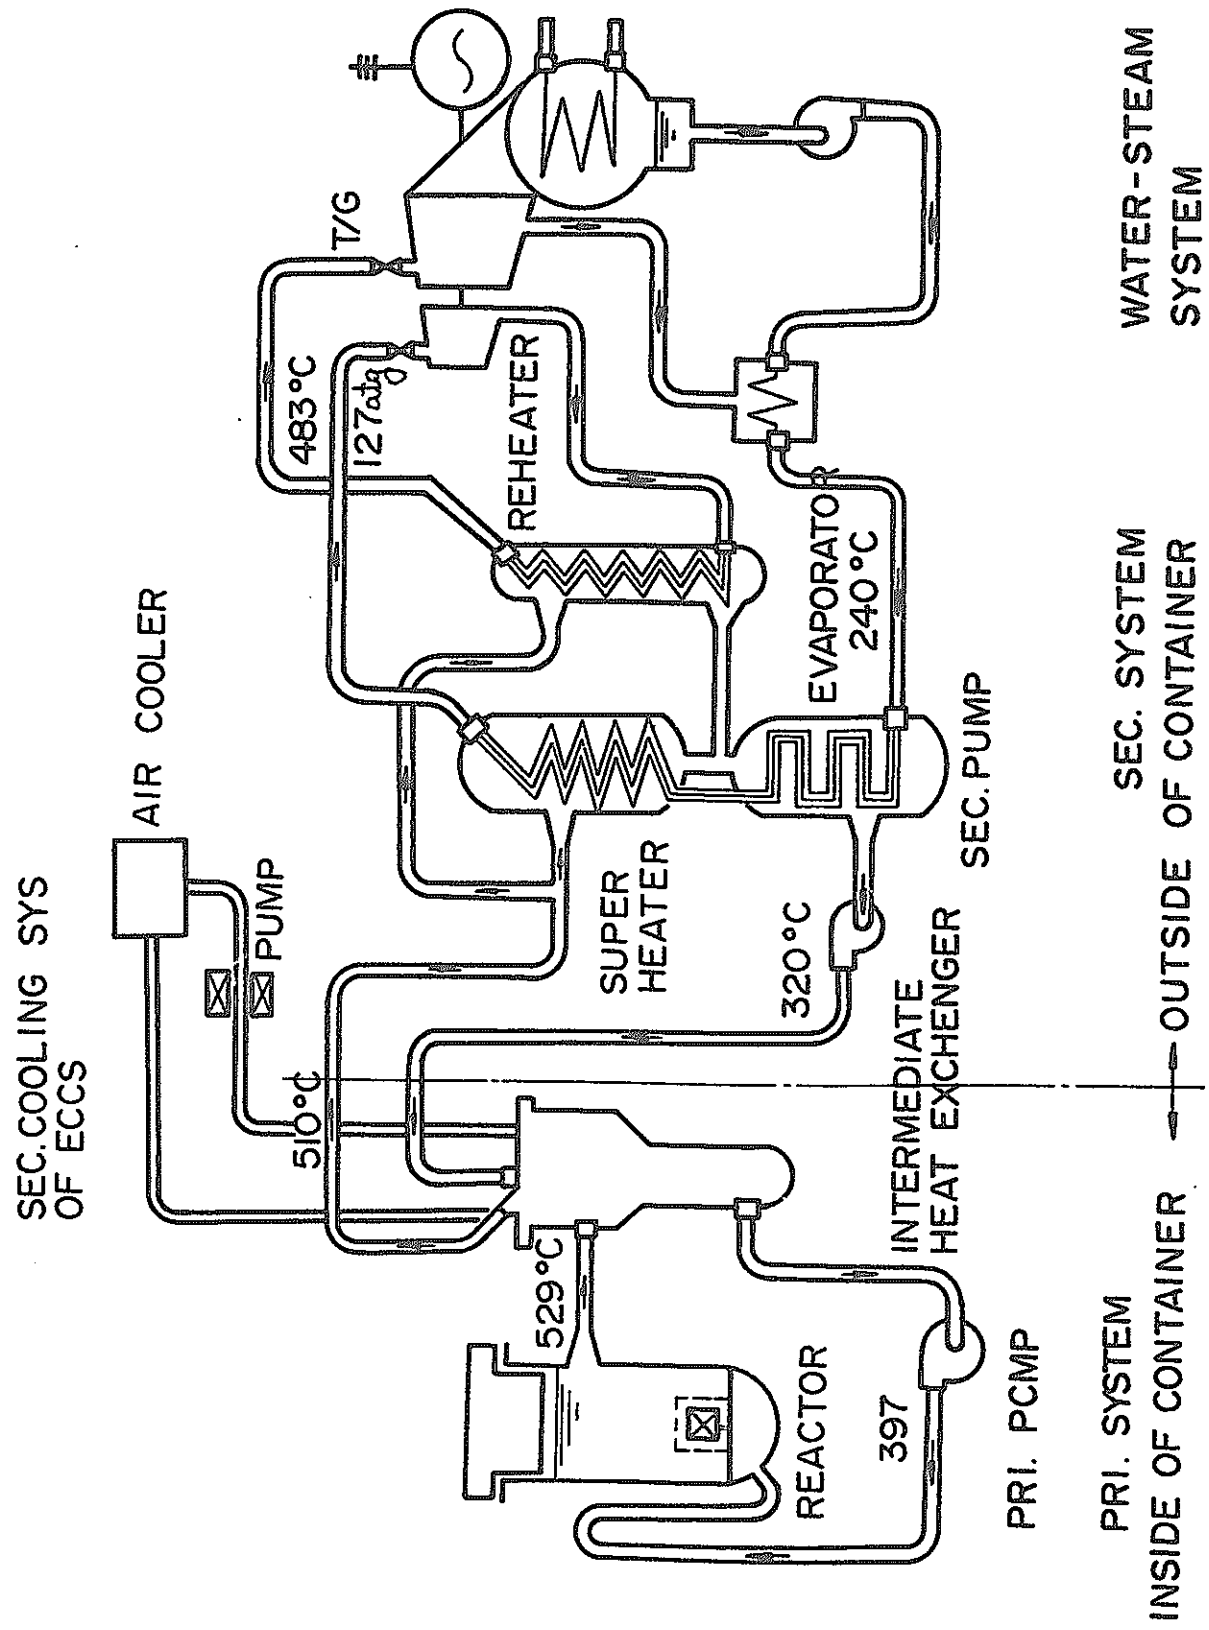 SEC. COOLING SYS
OF ECCS
AIR COOLER
PUMP
510°C
483°C
127atg
T/G
529°C
REHEATER
SUPER
HEATER
REACTOR
320°C
EVAPORATOR
240°C
397
INTERMEDIATE
HEAT EXCHENGER
SEC. PUMP
PRI. PCMP
PRI. SYSTEM
INSIDE OF CONTAINER
OUTSIDE OF CONTAINER
SEC. SYSTEM
WATER-STEAM
SYSTEM